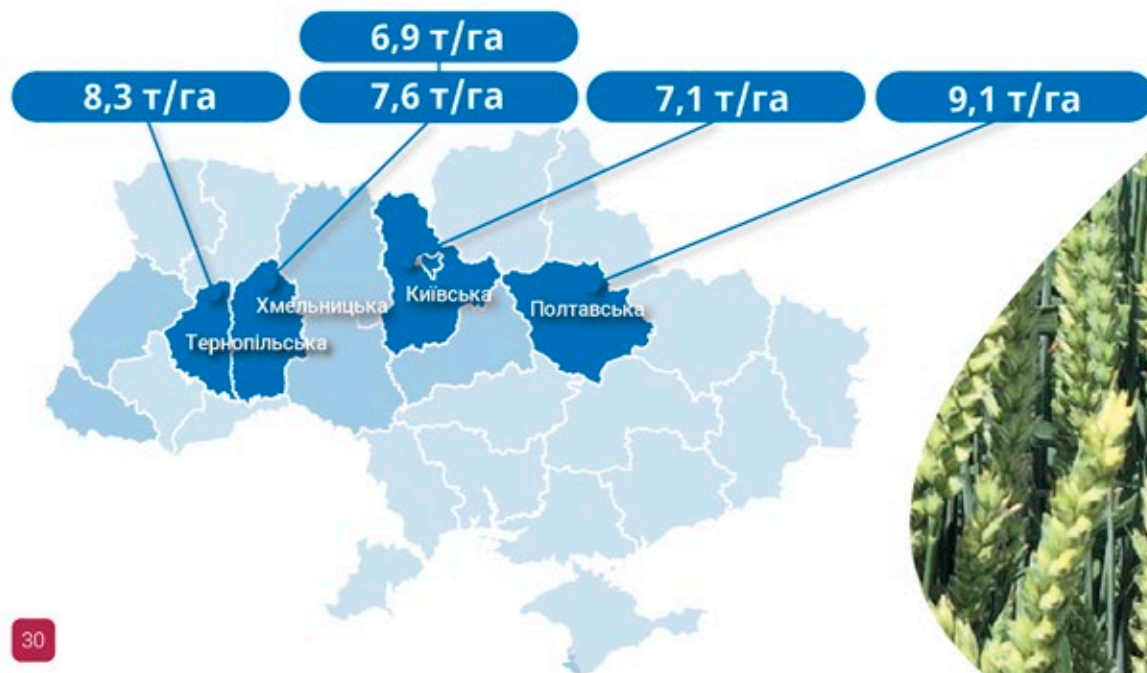 6,9 т/га
8,3 т/га
7,6 т/га
7,1 т/га
9,1 т/га
Хмельницька
Київська
Полтавська
Тернопільська
30